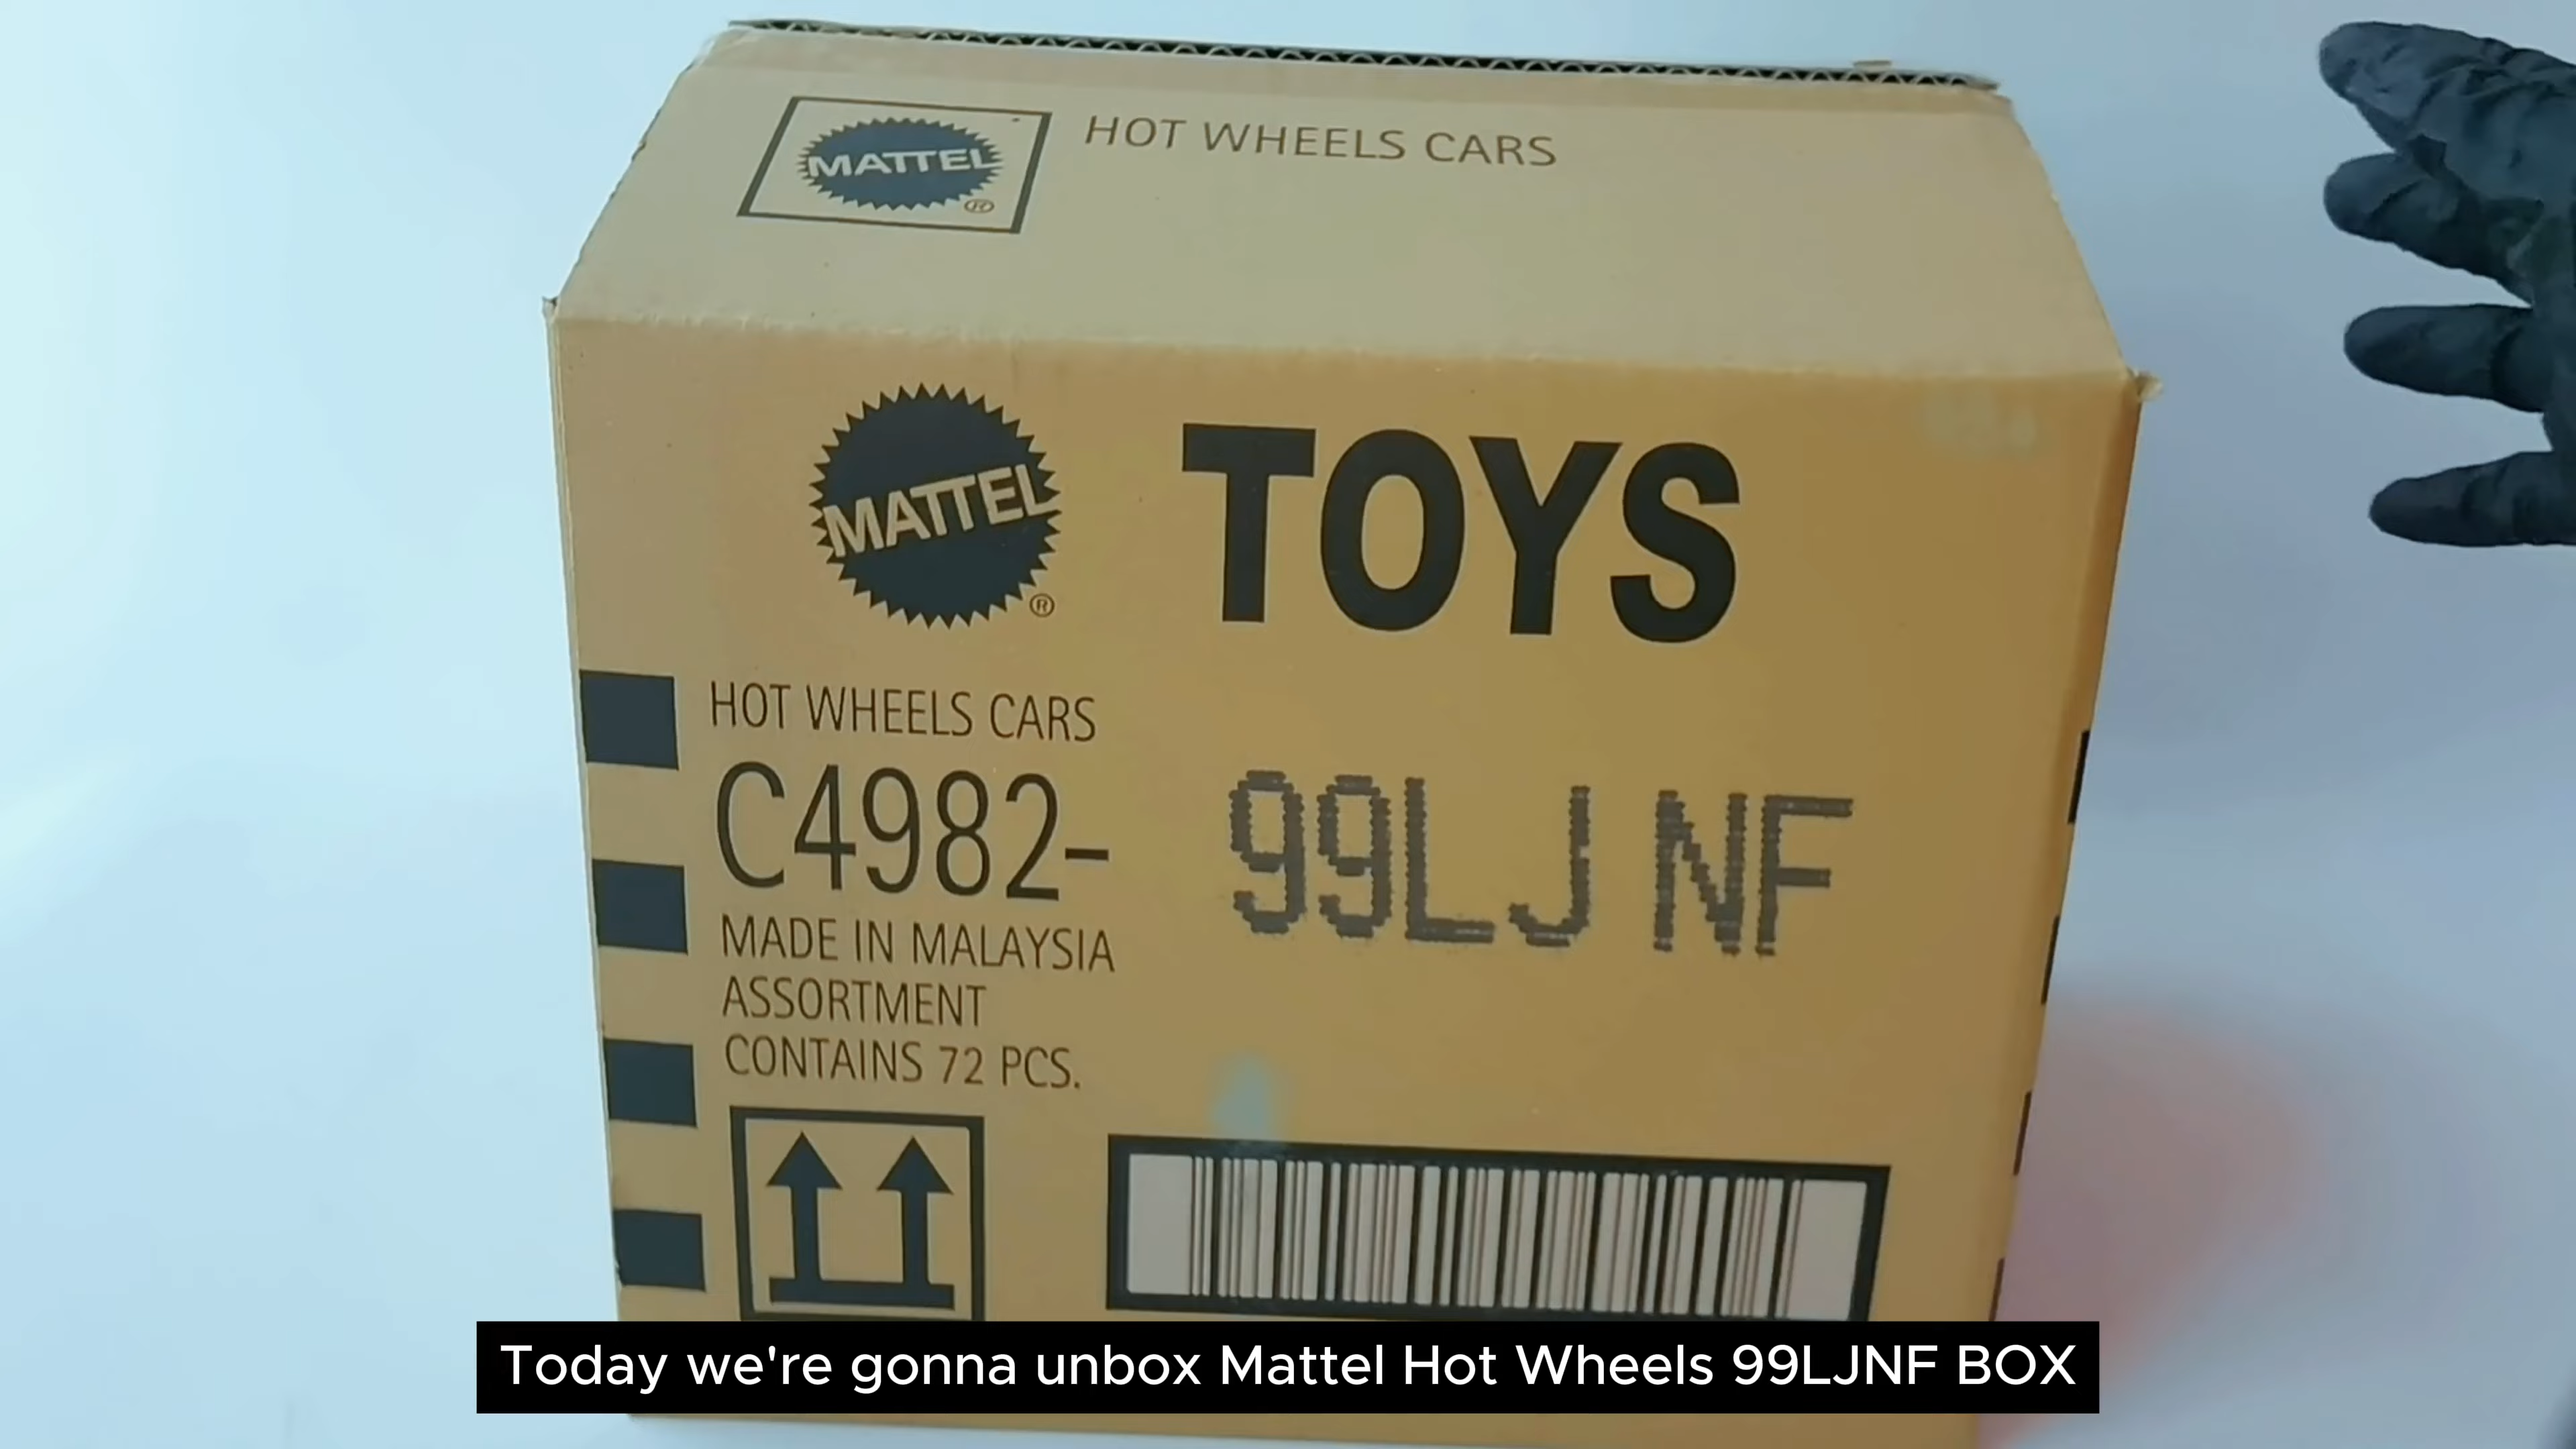 MATTEL ®
HOT WHEELS CARS
MATTEL ®
TOYS
HOT WHEELS CARS
C4982- 99LJ NF
MADE IN MALAYSIA
ASSORTMENT
CONTAINS 72 PCS.
Today we're gonna unbox Mattel Hot Wheels 99LJNF BOX